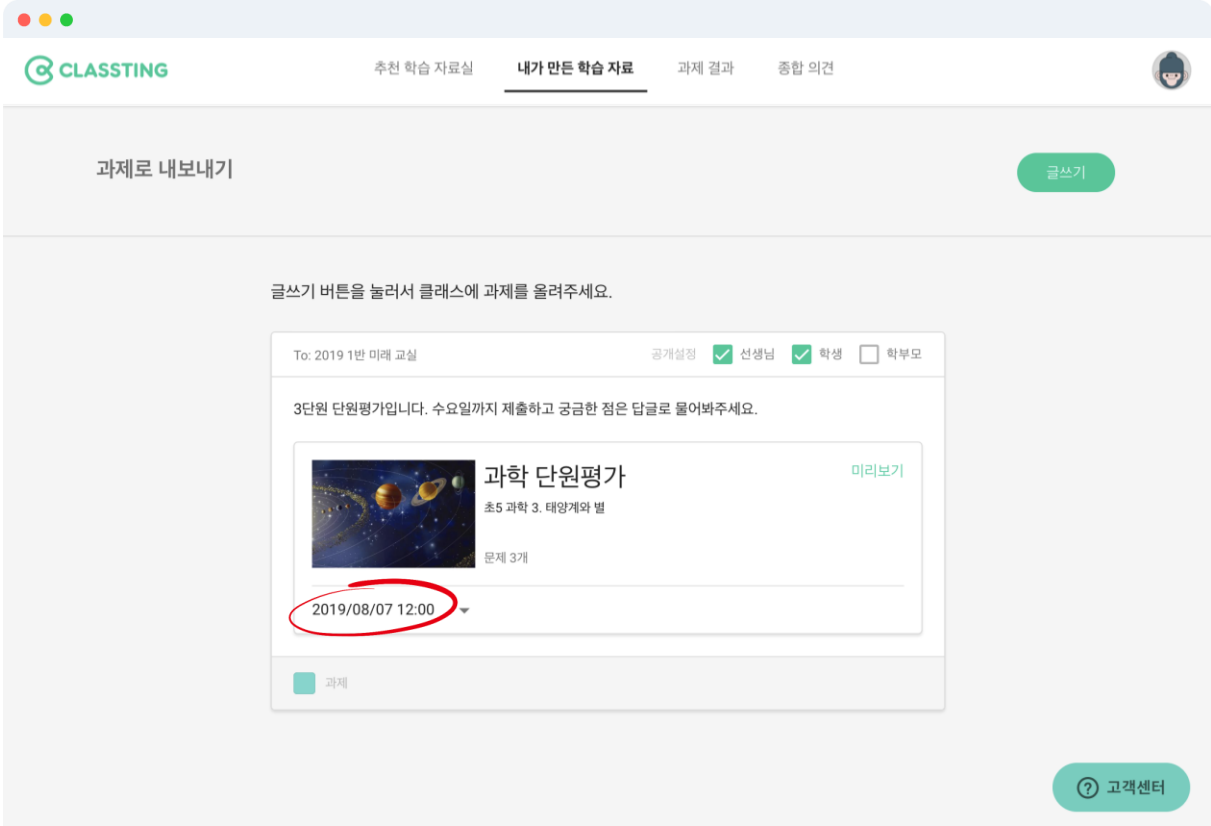 CLASSTING
추천 학습 자료실 내가 만든 학습 자료 과제 결과 종합 의견
과제로 내보내기
글쓰기
글쓰기 버튼을 눌러서 클래스에 과제를 올려주세요.
To: 2019 1반 미래 교실 공개설정 선생님 학생 학부모
3단원 단원평가입니다. 수요일까지 제출하고 궁금한 점은 답글로 물어봐주세요.
과학 단원평가 미리보기
초5 과학 3. 태양계와 별
문제 3개
2019/08/07 12:00
과제
? 고객센터